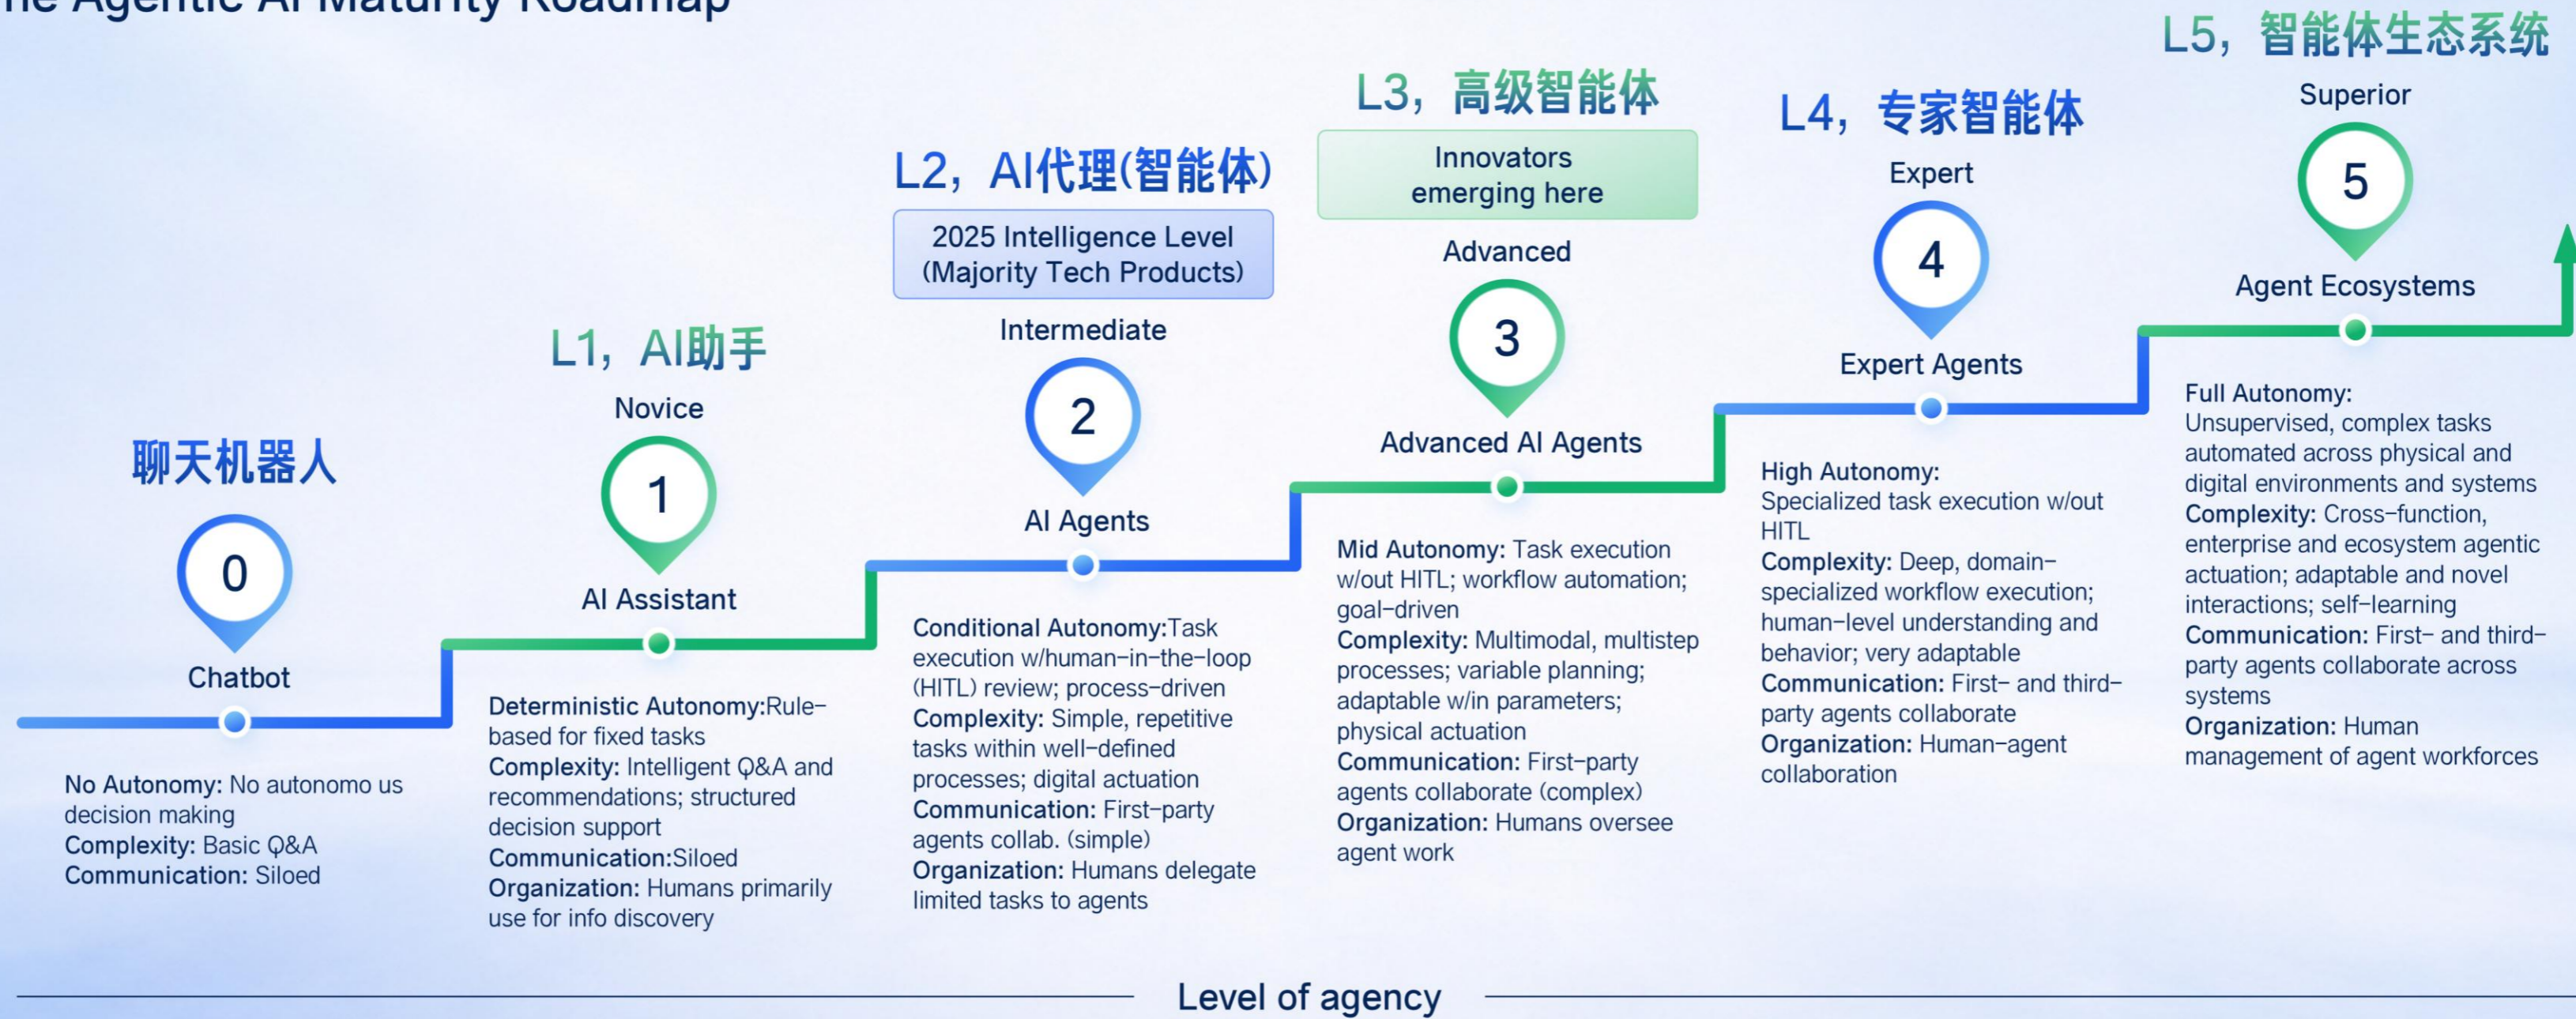 The Agentic AI Maturity Roadmap
聊天机器人
0
Chatbot
No Autonomy: No autonomo us
decision making
Complexity: Basic Q&A
Communication: Siloed
L1，AI助手
Novice
1
AI Assistant
Deterministic Autonomy:Rule-
based for fixed tasks
Complexity: Intelligent Q&A and
recommendations; structured
decision support
Communication:Siloed
Organization: Humans primarily
use for info discovery
L2，AI代理(智能体)
2025 Intelligence Level
(Majority Tech Products)
Intermediate
2
AI Agents
Conditional Autonomy:Task
execution w/human-in-the-loop
(HITL) review; process-driven
Complexity: Simple, repetitive
tasks within well-defined
processes; digital actuation
Communication: First-party
agents collab. (simple)
Organization: Humans delegate
limited tasks to agents
L3，高级智能体
Innovators
emerging here
Advanced
3
Advanced AI Agents
Mid Autonomy: Task execution
w/out HITL; workflow automation;
goal-driven
Complexity: Multimodal, multistep
processes; variable planning;
adaptable w/in parameters;
physical actuation
Communication: First-party
agents collaborate (complex)
Organization: Humans oversee
agent work
L4，专家智能体
Expert
4
Expert Agents
High Autonomy:
Specialized task execution w/out
HITL
Complexity: Deep, domain-
specialized workflow execution;
human-level understanding and
behavior; very adaptable
Communication: First- and third-
party agents collaborate
Organization: Human-agent
collaboration
L5，智能体生态系统
Superior
5
Agent Ecosystems
Full Autonomy:
Unsupervised, complex tasks
automated across physical and
digital environments and systems
Complexity: Cross-function,
enterprise and ecosystem agentic
actuation; adaptable and novel
interactions; self-learning
Communication: First- and third-
party agents collaborate across
systems
Organization: Human
management of agent workforces
Level of agency